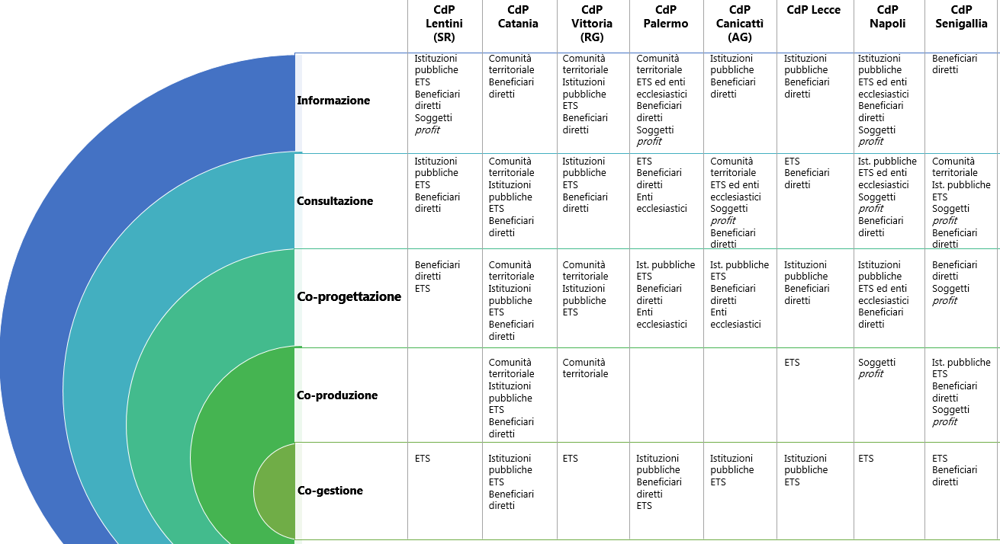 CdP
Lentini
(SR)
CdP
Catania
CdP
Vittoria
(RG)
CdP
Palermo
CdP
Canicattì
(AG)
CdP Lecce
CdP
Napoli
CdP
Senigallia
Informazione
Istituzioni
pubbliche
ETS
Beneficiari
diretti
Soggetti
profit
Comunità
territoriale
Beneficiari
diretti
Comunità
territoriale
Istituzioni
pubbliche
ETS
Beneficiari
diretti
Comunità
territoriale
ETS ed enti
ecclesiastici
Beneficiari
diretti
Soggetti
profit
Istituzioni
pubbliche
Beneficiari
diretti
Istituzioni
pubbliche
Beneficiari
diretti
Istituzioni
pubbliche
ETS ed enti
ecclesiastici
Beneficiari
diretti
Soggetti
profit
Beneficiari
diretti
Consultazione
Istituzioni
pubbliche
ETS
Beneficiari
diretti
Comunità
territoriale
Istituzioni
pubbliche
ETS
Beneficiari
diretti
Istituzioni
pubbliche
ETS
Beneficiari
diretti
ETS
Beneficiari
diretti
Enti
ecclesiastici
Comunità
territoriale
ETS ed enti
ecclesiastici
Soggetti
profit
Beneficiari
diretti
ETS
Beneficiari
diretti
Ist. pubbliche
ETS ed enti
ecclesiastici
Soggetti
profit
Beneficiari
diretti
Comunità
territoriale
Ist. pubbliche
ETS
Soggetti
profit
Beneficiari
diretti
Co-progettazione
Beneficiari
diretti
ETS
Comunità
territoriale
Istituzioni
pubbliche
ETS
Beneficiari
diretti
Comunità
territoriale
Istituzioni
pubbliche
ETS
Ist. pubbliche
ETS
Beneficiari
diretti
Enti
ecclesiastici
Ist. pubbliche
ETS
Beneficiari
diretti
Enti
ecclesiastici
Istituzioni
pubbliche
Beneficiari
diretti
Istituzioni
pubbliche
ETS ed enti
ecclesiastici
Beneficiari
diretti
Beneficiari
diretti
Soggetti
profit
Co-produzione
Comunità
territoriale
Istituzioni
pubbliche
ETS
Beneficiari
diretti
Comunità
territoriale
ETS
Soggetti
profit
Ist. pubbliche
ETS
Beneficiari
diretti
Soggetti
profit
Co-gestione
ETS
Istituzioni
pubbliche
ETS
Beneficiari
diretti
ETS
Istituzioni
pubbliche
Beneficiari
diretti
ETS
Istituzioni
pubbliche
ETS
Istituzioni
pubbliche
ETS
ETS
ETS
Beneficiari
diretti